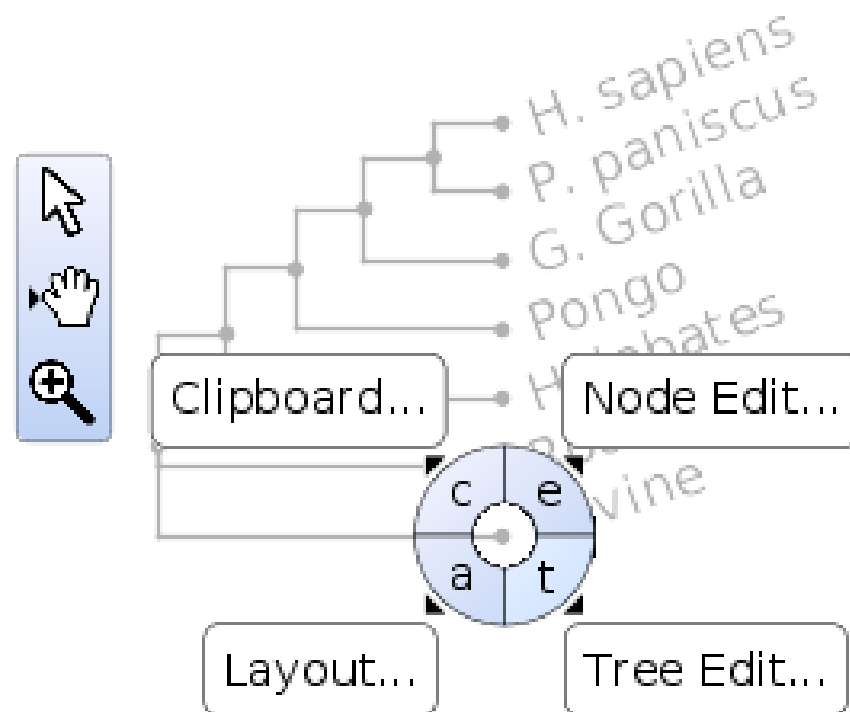 H. sapiens
P. paniscus
G. Gorilla
Pongo
Clipboard...
Node Edit...
c
e
a
t
Layout...
Tree Edit...